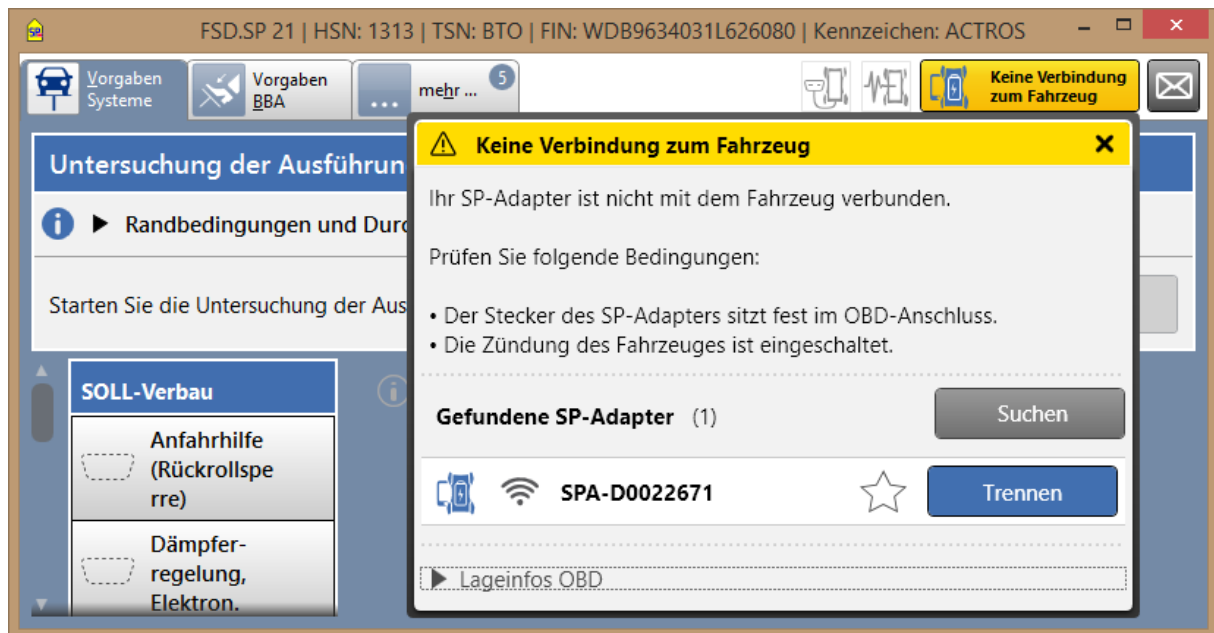 SP
FSD.SP 21 | HSN: 1313 | TSN: BTO | FIN: WDB9634031L626080 | Kennzeichen: ACTROS
Vorgaben
Systeme
Vorgaben
BBA
mehr ...
5
Keine Verbindung
zum Fahrzeug
Untersuchung der Ausführun
Randbedingungen und Durc
Starten Sie die Untersuchung der Aus
SOLL-Verbau
Anfahrhilfe
(Rückrollspe
rre)
Dämpfer-
regelung,
Elektron.
Keine Verbindung zum Fahrzeug
Ihr SP-Adapter ist nicht mit dem Fahrzeug verbunden.
Prüfen Sie folgende Bedingungen:
• Der Stecker des SP-Adapters sitzt fest im OBD-Anschluss.
• Die Zündung des Fahrzeuges ist eingeschaltet.
Gefundene SP-Adapter (1)
Suchen
SPA-D0022671
Trennen
Lageinfos OBD